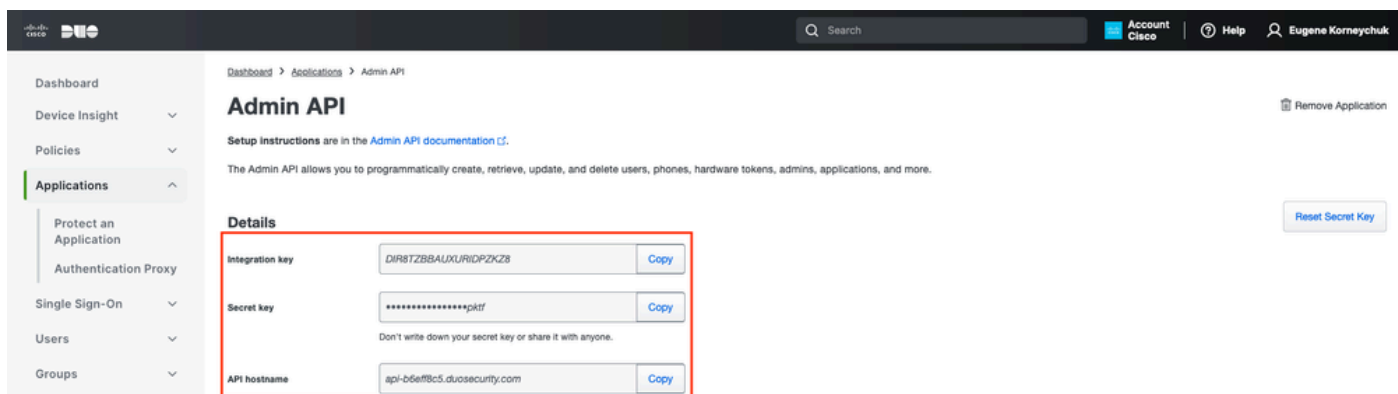 CISCO DUO
Search
Account
Cisco
Help
Eugene Korneychuk
Dashboard
Device Insight
Policies
Applications
Protect an
Application
Authentication Proxy
Single Sign-On
Users
Groups
Dashboard > Applications > Admin API
Admin API
Remove Application
Setup instructions are in the Admin API documentation.
The Admin API allows you to programmatically create, retrieve, update, and delete users, phones, hardware tokens, admins, applications, and more.
Details
Reset Secret Key
Integration key DIR8TZBBAUXURIDPZKZ8 Copy
Secret key ••••••••••••••••pktf Copy
Don't write down your secret key or share it with anyone.
API hostname api-b6eff8c5.duosecurity.com Copy